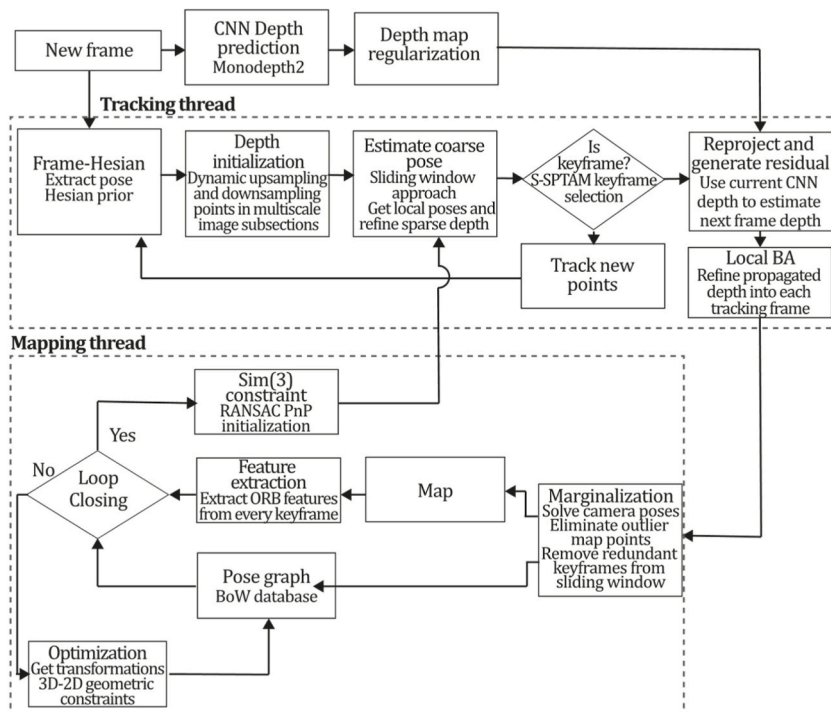 New frame
CNN Depth
prediction
Monodepth2
Depth map
regularization
Tracking thread
Frame-Hesian
Extract pose
Hesian prior
Depth
initialization
Dynamic upsampling
and downsampling
points in multiscale
image subsections
Estimate coarse
pose
Sliding window
approach
Get local poses and
refine sparse depth
Is
keyframe?
S-SPTAM keyframe
selection
Reproject and
generate residual
Use current CNN
depth to estimate
next frame depth
Track new
points
Local BA
Refine propagated
depth into each
tracking frame
Mapping thread
Sim(3)
constraint
RANSAC PnP
initialization
Yes
No
Loop
Closing
Feature
extraction
Extract ORB features
from every keyframe
Map
Marginalization
Solve camera poses
Eliminate outlier
map points
Remove redundant
keyframes from
sliding window
Pose graph
BoW database
Optimization
Get transformations
3D-2D geometric
constraints